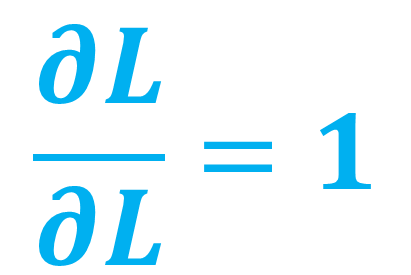 ∂L/∂L = 1